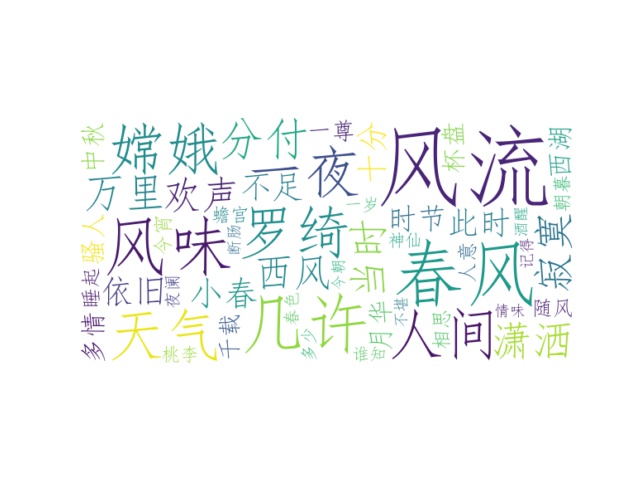 中秋
嫦娥
分付
一尊
十分
杯盘
风流
西湖
朝暮
万里
欢声
不足
一夜
骚人
风味
今宵
蟾宫
断肠
罗绮
一岁
当时
时节
此时
酒醒
人意
记得
寂寞
春风
西风
今朝
依旧
夜阑
小春
春色
多情
睡起
天气
桃李
千载
几许
多少
谁知
月华
不堪
人间
相思
情味
随风
潇洒